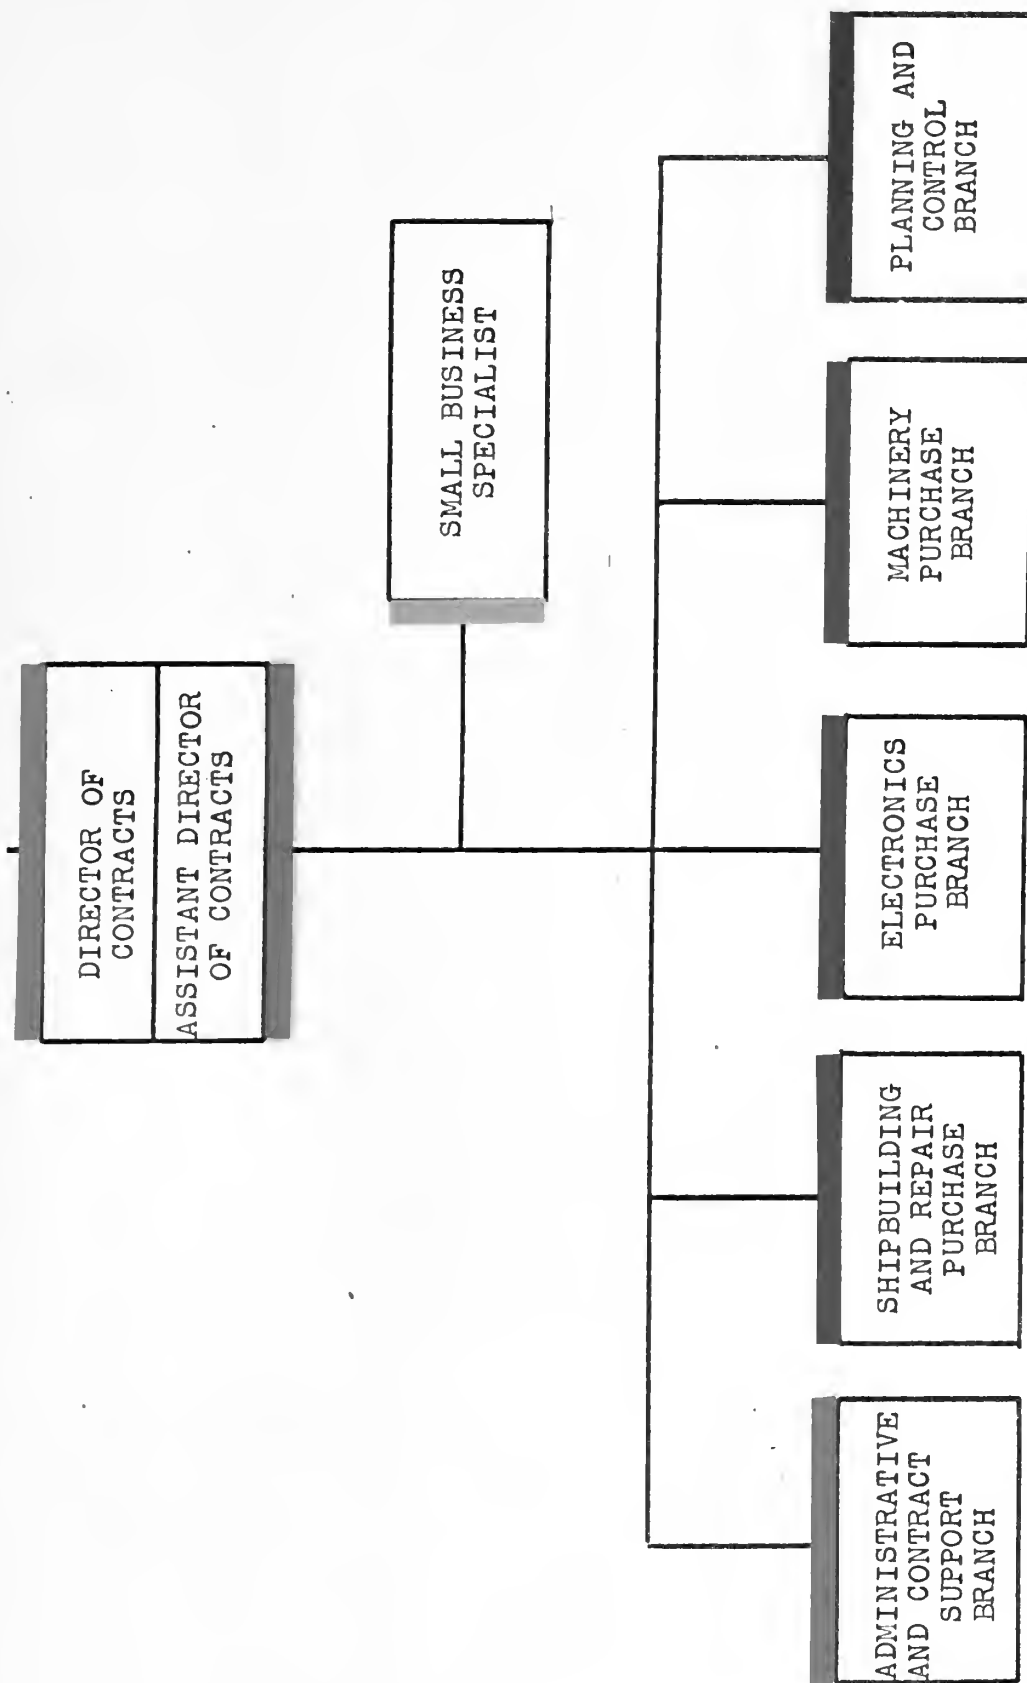 DIRECTOR OF
CONTRACTS
ASSISTANT DIRECTOR
OF CONTRACTS
SMALL BUSINESS
SPECIALIST
ADMINISTRATIVE
AND CONTRACT
SUPPORT
BRANCH
SHIPBUILDING
AND REPAIR
PURCHASE
BRANCH
ELECTRONICS
PURCHASE
BRANCH
MACHINERY
PURCHASE
BRANCH
PLANNING AND
CONTROL
BRANCH